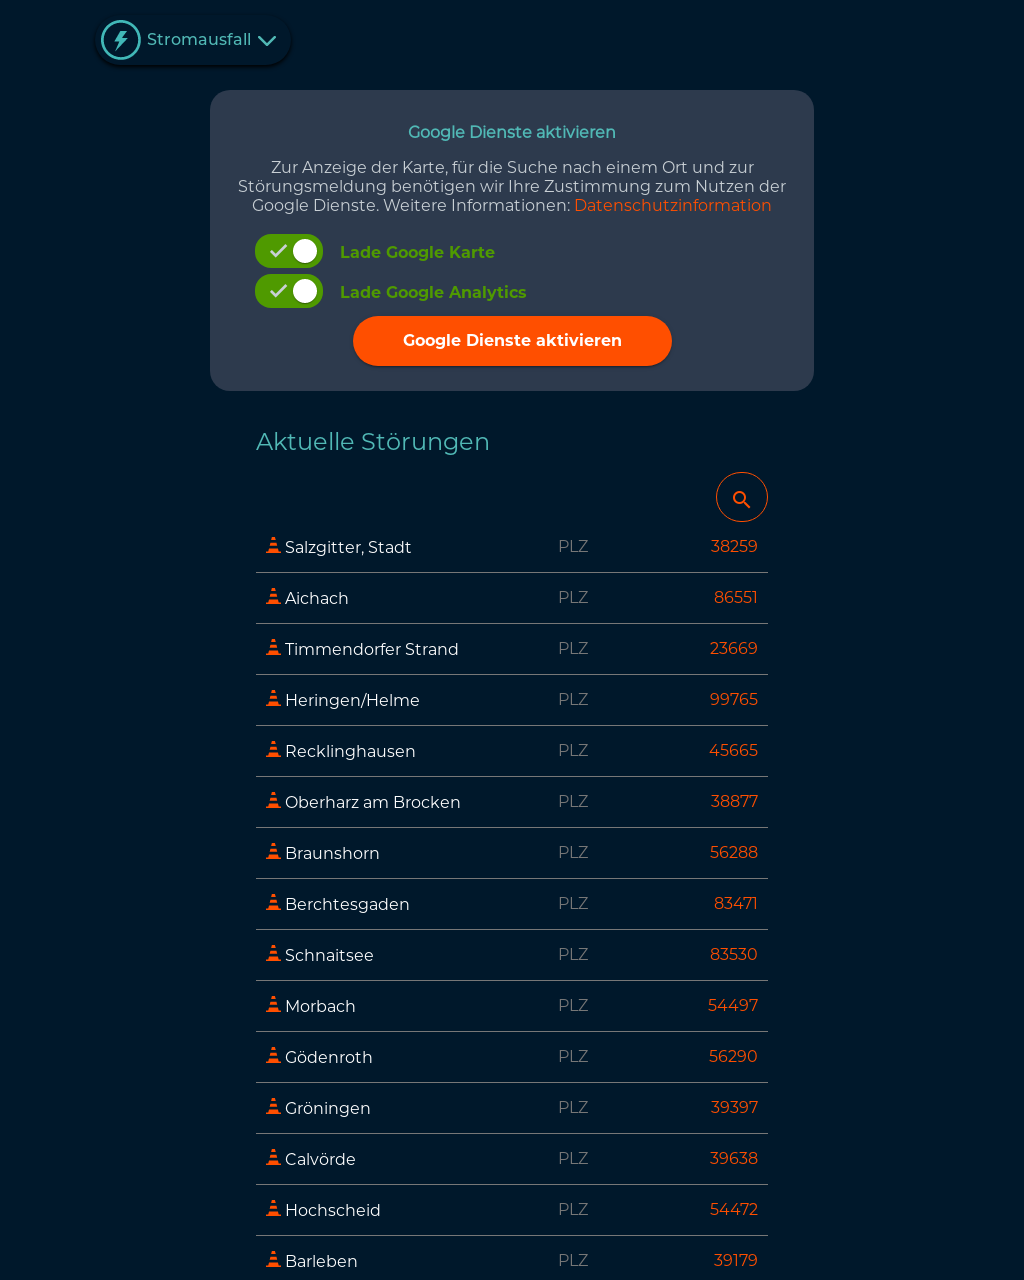 Stromausfall
Google Dienste aktivieren
Zur Anzeige der Karte, für die Suche nach einem Ort und zur
Störungsmeldung benötigen wir Ihre Zustimmung zum Nutzen der
Google Dienste. Weitere Informationen: Datenschutzinformation
Lade Google Karte
Lade Google Analytics
Google Dienste aktivieren
Aktuelle Störungen
Salzgitter, Stadt PLZ 38259
Aichach PLZ 86551
Timmendorfer Strand PLZ 23669
Heringen/Helme PLZ 99765
Recklinghausen PLZ 45665
Oberharz am Brocken PLZ 38877
Braunshorn PLZ 56288
Berchtesgaden PLZ 83471
Schnaitsee PLZ 83530
Morbach PLZ 54497
Gödenroth PLZ 56290
Gröningen PLZ 39397
Calvörde PLZ 39638
Hochscheid PLZ 54472
Barleben PLZ 39179